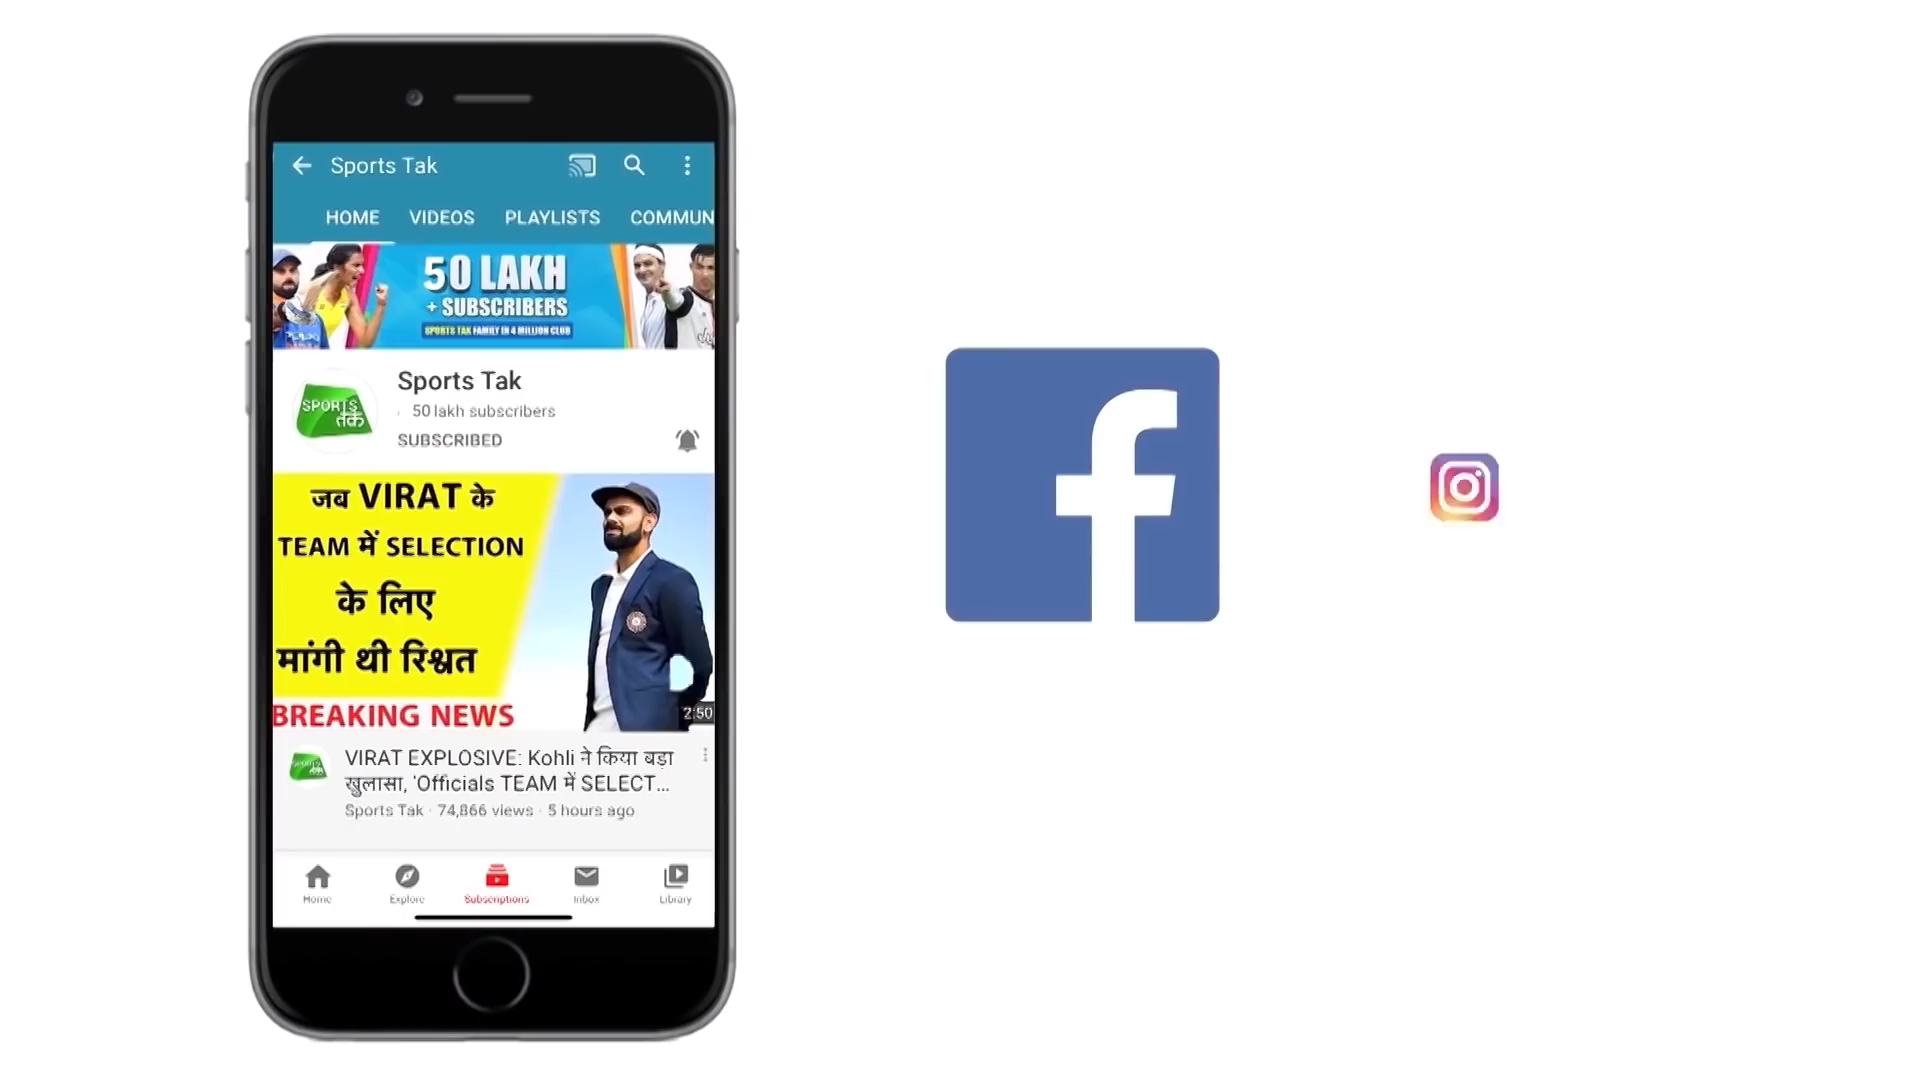 Sports Tak
HOME VIDEOS PLAYLISTS COMMUN
50 LAKH
+ SUBSCRIBERS
SPORTS TAK FAMILY IN 4 MILLION CLUB
SPORTS
तक
Sports Tak
50 lakh subscribers
SUBSCRIBED
जब VIRAT के
TEAM में SELECTION
के लिए
मांगी थी रिश्वत
BREAKING NEWS
2:50
VIRAT EXPLOSIVE: Kohli ने किया बड़ा
खुलासा, 'Officials TEAM में SELECT...
Sports Tak · 74,866 views · 5 hours ago
Home Explore Subscriptions Inbox Library